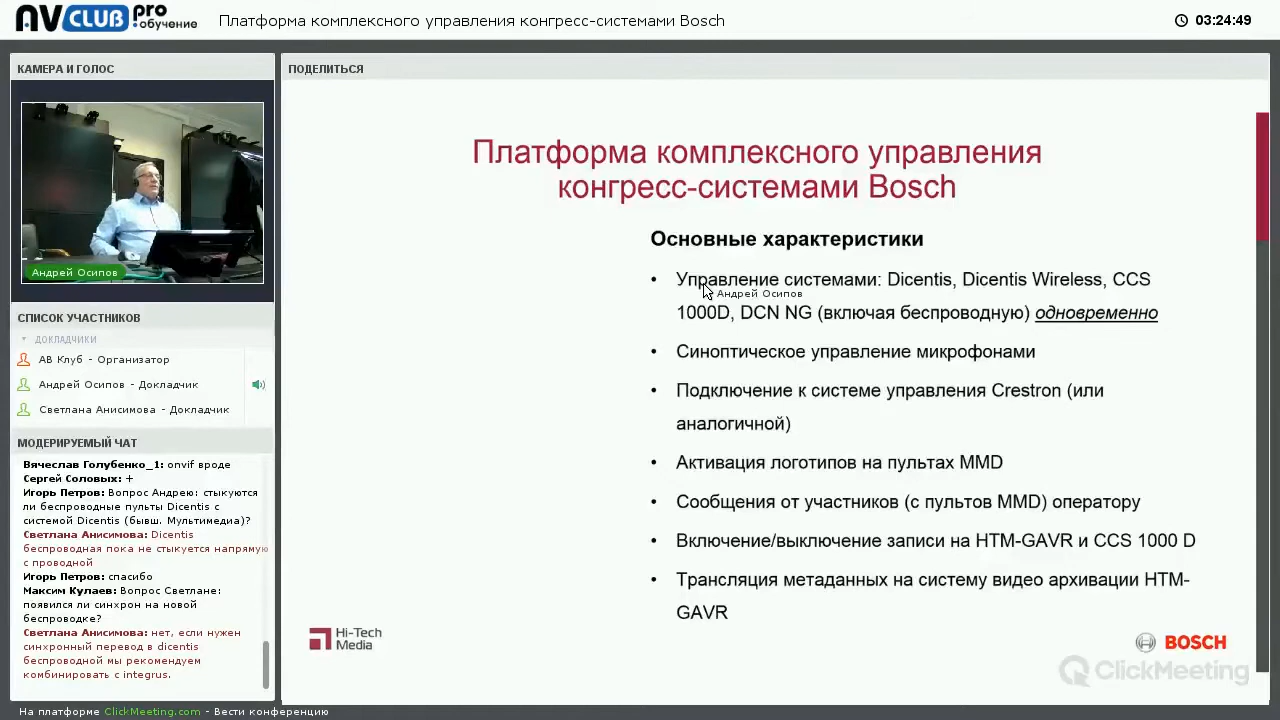 AVCLUB pro обучение
Платформа комплексного управления конгресс-системами Bosch
03:24:49
КАМЕРА И ГОЛОС
Андрей Осипов
СПИСОК УЧАСТНИКОВ
ДОКЛАДЧИКИ
АВ Клуб - Организатор
Андрей Осипов - Докладчик
Светлана Анисимова - Докладчик
МОДЕРИРУЕМЫЙ ЧАТ
Вячеслав Голубенко_1: onvif вроде
Сергей Соловых: +
Игорь Петров: Вопрос Андрею: стыкуются
ли беспроводные пульты Dicentis с
системой Dicentis (бывш. Мультимедиа)?
Светлана Анисимова: Dicentis
беспроводная пока не стыкуется напрямую
с проводной
Игорь Петров: спасибо
Максим Кулаев: Вопрос Светлане:
появился ли синхрон на новой
беспроводке?
Светлана Анисимова: нет, если нужен
синхронный перевод в dicentis
беспроводной мы рекомендуем
комбинировать с integrus.
ПОДЕЛИТЬСЯ
Платформа комплексного управления
конгресс-системами Bosch
Основные характеристики
• Управление системами: Dicentis, Dicentis Wireless, CCS
Андрей Осипов
1000D, DCN NG (включая беспроводную) одновременно
• Синоптическое управление микрофонами
• Подключение к системе управления Crestron (или
аналогичной)
• Активация логотипов на пультах MMD
• Сообщения от участников (с пультов MMD) оператору
• Включение/выключение записи на HTM-GAVR и CCS 1000 D
• Трансляция метаданных на систему видео архивации HTM-
GAVR
Hi-Tech
Media
BOSCH
ClickMeeting
На платформе ClickMeeting.com - Вести конференцию